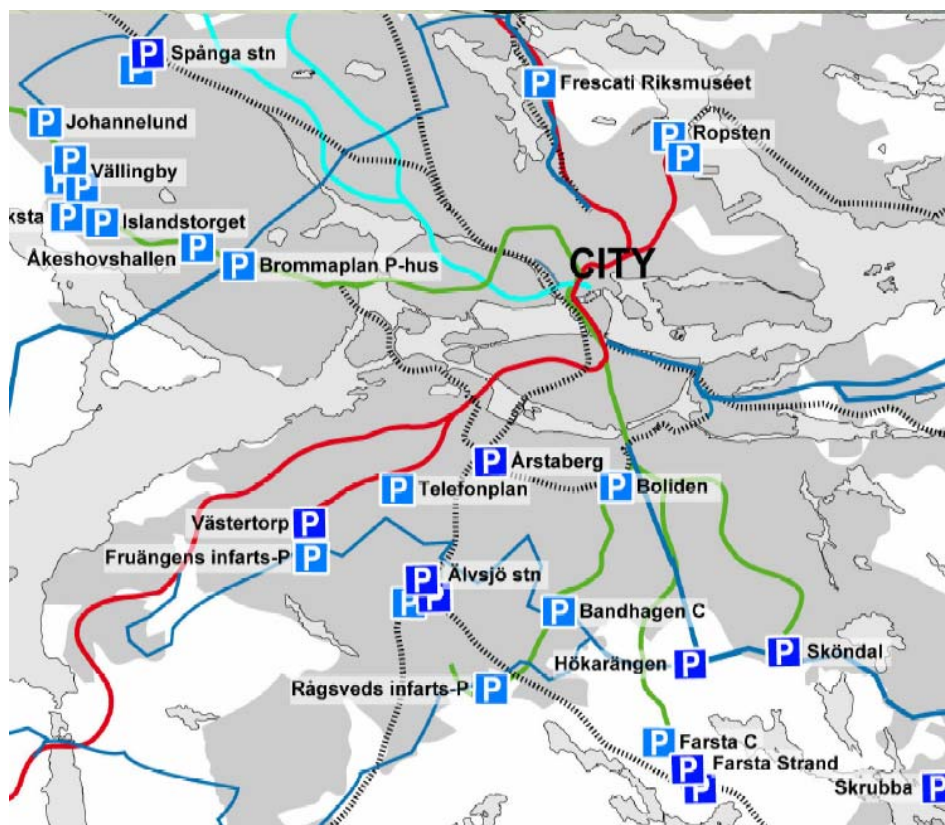 P Spånga stn
P
P Frescati Riksmuséet
P Johannelund
P Ropsten
P
P Vällingby
P P
ksta P P Islandstorget
Åkeshovshallen P
P Brommaplan P-hus
CITY
P Årstaberg
P Telefonplan
P Boliden
Västertorp P
Fruängens infarts-P P
P Älvsjö stn
P P
P Bandhagen C
Hökarängen P
P Sköndal
Rågsveds infarts-P P
P Farsta C
P Farsta Strand
P
Skrubba P